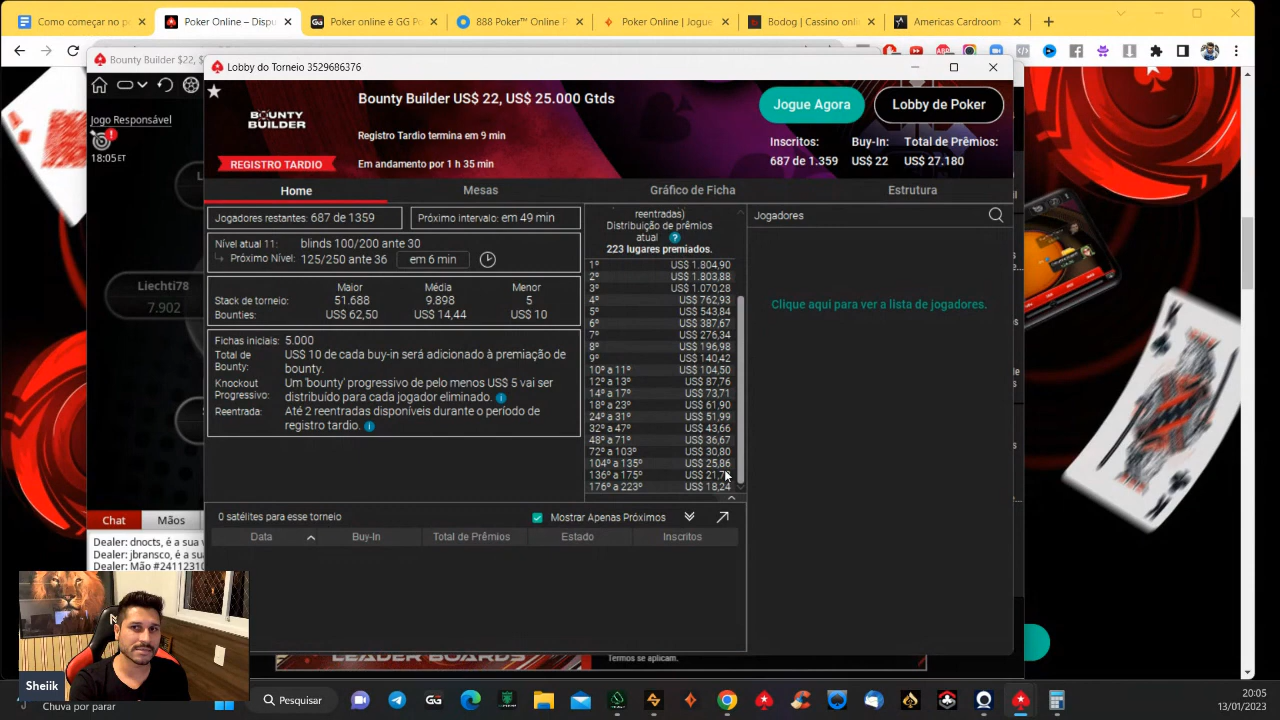 Como começar no po
Poker Online – Dispu
Poker online é GG Po
888 Poker™ Online P
Poker Online | Jogue
Bodog | Cassino onli
Americas Cardroom
Bounty Builder $22, $
Lobby do Torneio 3529686376
Jogo Responsável
18:05 ET
BOUNTY
BUILDER
REGISTRO TARDIO
Bounty Builder US$ 22, US$ 25.000 Gtds
Registro Tardio termina em 9 min
Em andamento por 1 h 35 min
Jogue Agora
Lobby de Poker
Inscritos: Buy-In: Total de Prêmios:
687 de 1.359 US$ 22 US$ 27.180
Home
Mesas
Gráfico de Ficha
Estrutura
Jogadores restantes: 687 de 1359
Próximo intervalo: em 49 min
Nível atual 11: blinds 100/200 ante 30
Próximo Nível: 125/250 ante 36 em 6 min
Maior Média Menor
Stack de torneio: 51.688 9.898 5
Bounties: US$ 62,50 US$ 14,44 US$ 10
Fichas iniciais: 5.000
Total de Bounty: US$ 10 de cada buy-in será adicionado à premiação de bounty.
Knockout Progressivo: Um 'bounty' progressivo de pelo menos US$ 5 vai ser distribuído para cada jogador eliminado.
Reentrada: Até 2 reentradas disponíveis durante o período de registro tardio.
reentradas)
Distribuição de prêmios
atual
223 lugares premiados.
1º US$ 1.804,90
2º US$ 1.803,88
3º US$ 1.070,28
4º US$ 762,93
5º US$ 543,84
6º US$ 387,67
7º US$ 276,34
8º US$ 196,98
9º US$ 140,42
10º a 11º US$ 104,50
12º a 13º US$ 87,76
14º a 17º US$ 73,71
18º a 23º US$ 61,90
24º a 31º US$ 51,99
32º a 47º US$ 43,66
48º a 71º US$ 36,67
72º a 103º US$ 30,80
104º a 135º US$ 25,86
136º a 175º US$
176º a 223º US$ 18,24
Jogadores
Clique aqui para ver a lista de jogadores.
Liechti78
7.902
0 satélites para esse torneio
Mostrar Apenas Próximos
Data Buy-In Total de Prêmios Estado Inscritos
Chat
Mãos
Dealer: dnocts, é a sua v
Dealer: jbransco, é a sua
Dealer: Mão #24112310
LEADER BOARDS
Termos se aplicam.
Sheiik
Chuva por parar
Pesquisar
20:05
13/01/2023